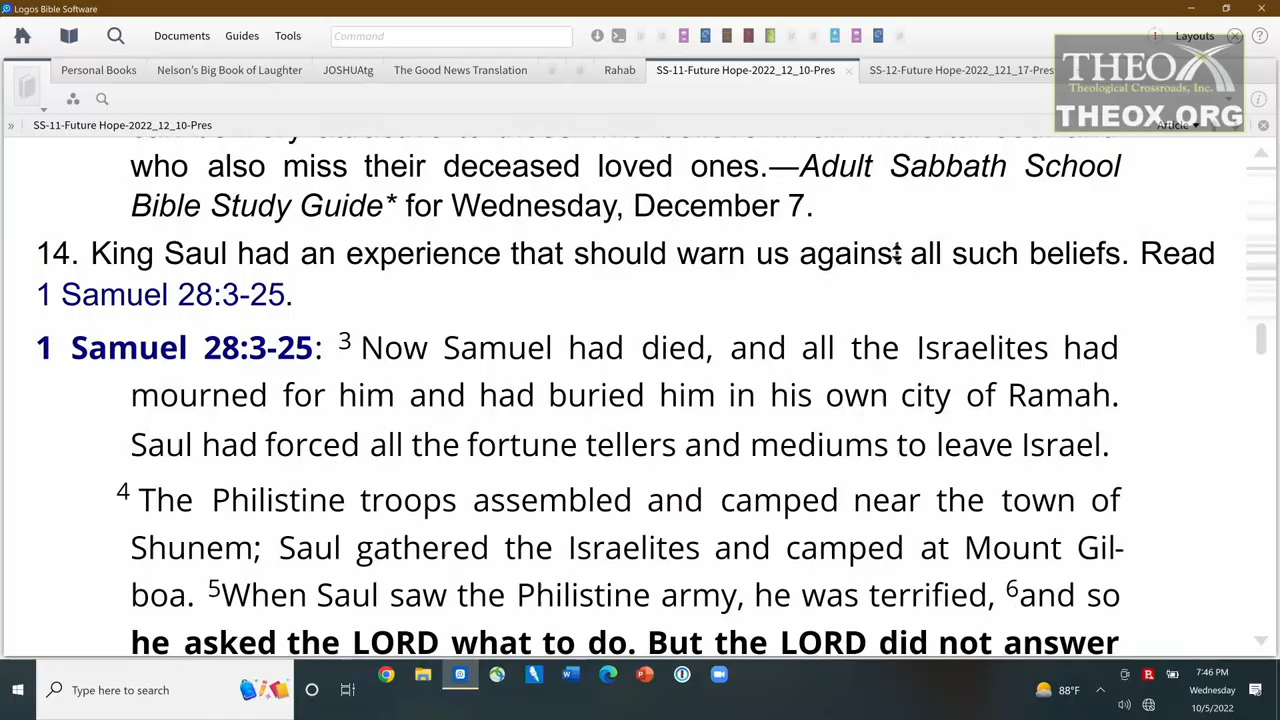 Logos Bible Software
Documents Guides Tools Command Layouts
Personal Books Nelson's Big Book of Laughter JOSHUAtg The Good News Translation Rahab SS-11-Future Hope-2022_12_10-Pres SS-12-Future Hope-2022_121_17-Pres
THEOX
Theological Crossroads, Inc.
THEOX.ORG
» SS-11-Future Hope-2022_12_10-Pres Article
who also miss their deceased loved ones.—Adult Sabbath School
Bible Study Guide* for Wednesday, December 7.
14. King Saul had an experience that should warn us against all such beliefs. Read
1 Samuel 28:3-25.
1 Samuel 28:3-25: 3 Now Samuel had died, and all the Israelites had
mourned for him and had buried him in his own city of Ramah.
Saul had forced all the fortune tellers and mediums to leave Israel.
4 The Philistine troops assembled and camped near the town of
Shunem; Saul gathered the Israelites and camped at Mount Gil-
boa. 5When Saul saw the Philistine army, he was terrified, 6and so
he asked the LORD what to do. But the LORD did not answer
Type here to search
88°F
7:46 PM
Wednesday
10/5/2022